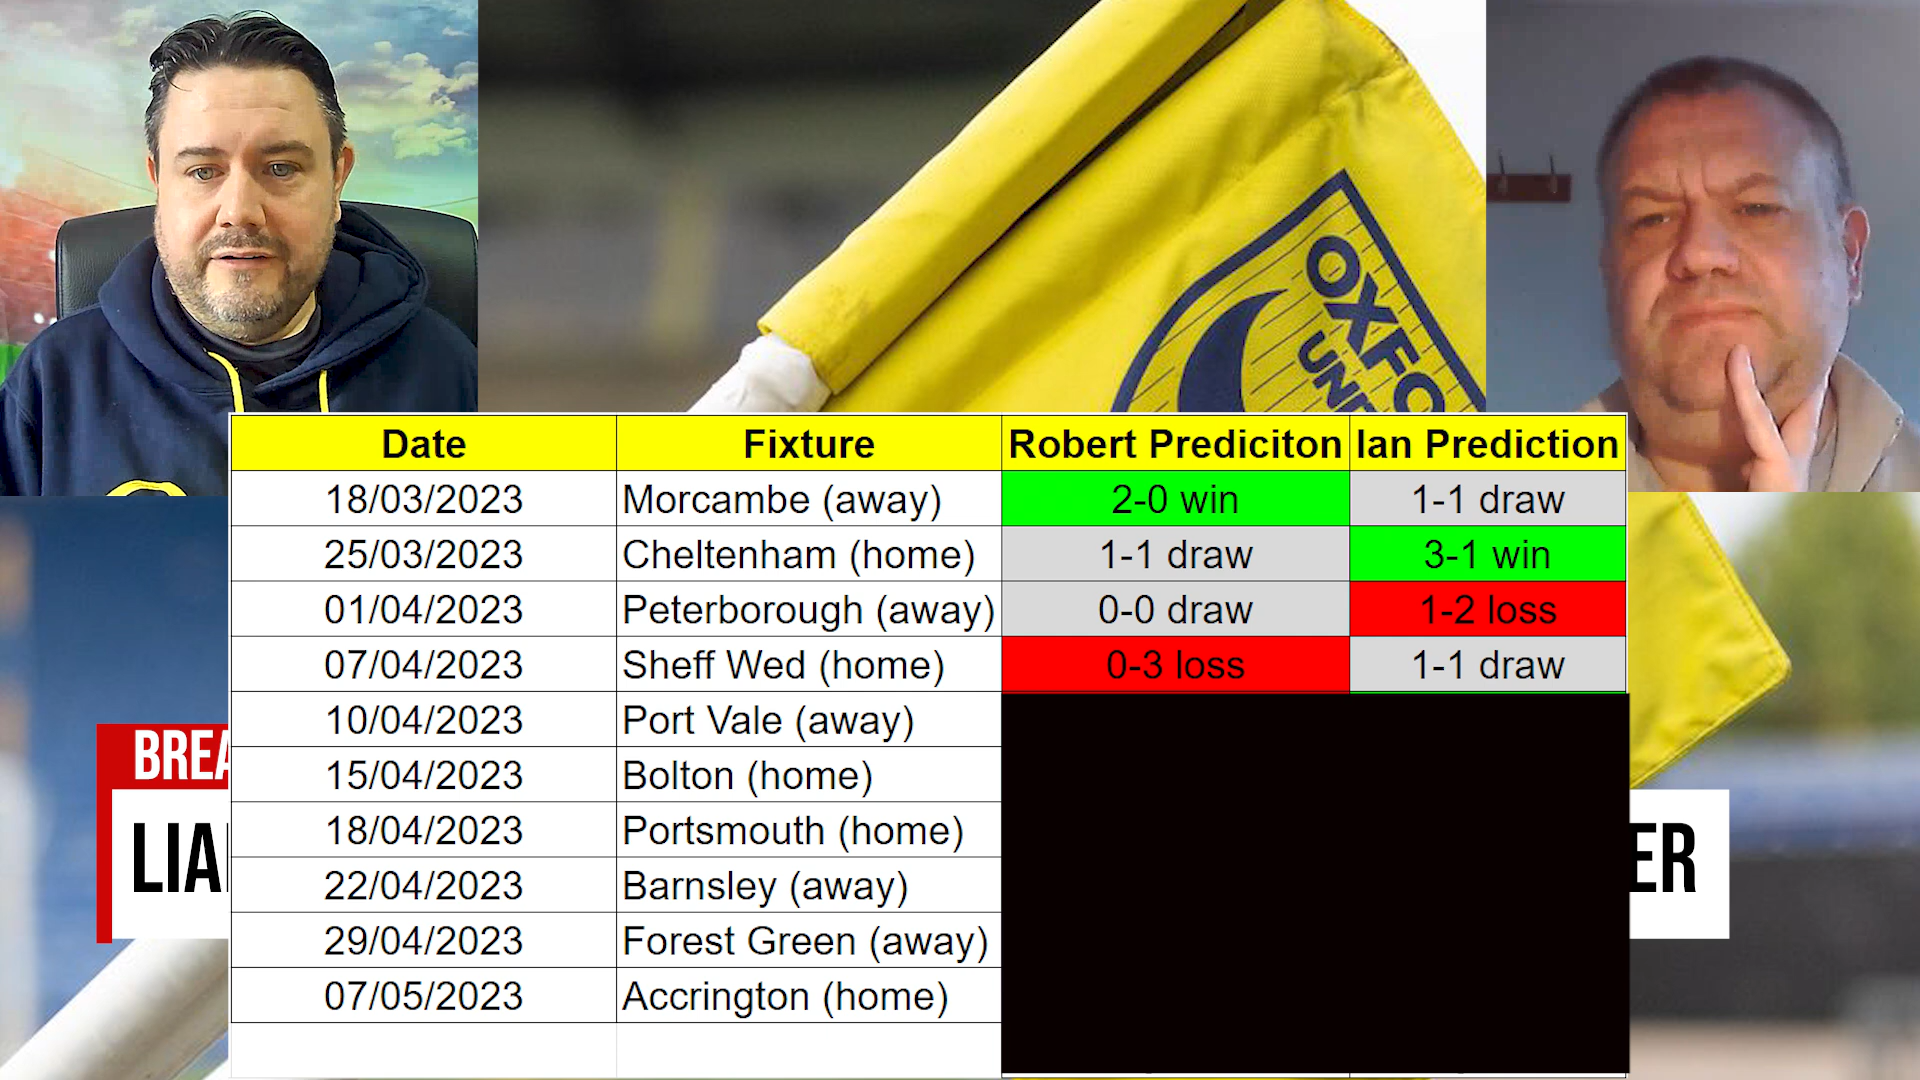 OXFO
UNI
Date Fixture Robert Prediciton Ian Prediction
18/03/2023 Morcambe (away) 2-0 win 1-1 draw
25/03/2023 Cheltenham (home) 1-1 draw 3-1 win
01/04/2023 Peterborough (away) 0-0 draw 1-2 loss
07/04/2023 Sheff Wed (home) 0-3 loss 1-1 draw
10/04/2023 Port Vale (away)
15/04/2023 Bolton (home)
18/04/2023 Portsmouth (home)
22/04/2023 Barnsley (away)
29/04/2023 Forest Green (away)
07/05/2023 Accrington (home)
BREA
LIA ER